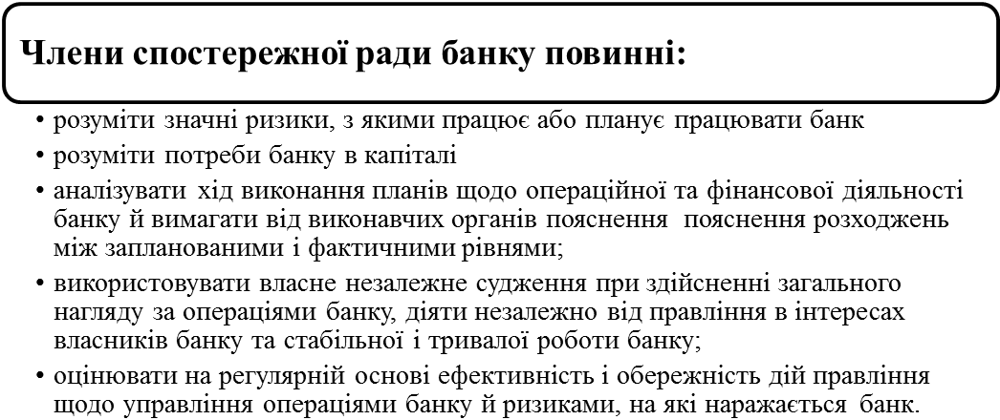 Члени спостережної ради банку повинні:
• розуміти значні ризики, з якими працює або планує працювати банк
• розуміти потреби банку в капіталі
• аналізувати хід виконання планів щодо операційної та фінансової діяльності
банку й вимагати від виконавчих органів пояснення пояснення розходжень
між запланованими і фактичними рівнями;
• використовувати власне незалежне судження при здійсненні загального
нагляду за операціями банку, діяти незалежно від правління в інтересах
власників банку та стабільної і тривалої роботи банку;
• оцінювати на регулярній основі ефективність і обережність дій правління
щодо управління операціями банку й ризиками, на які наражається банк.